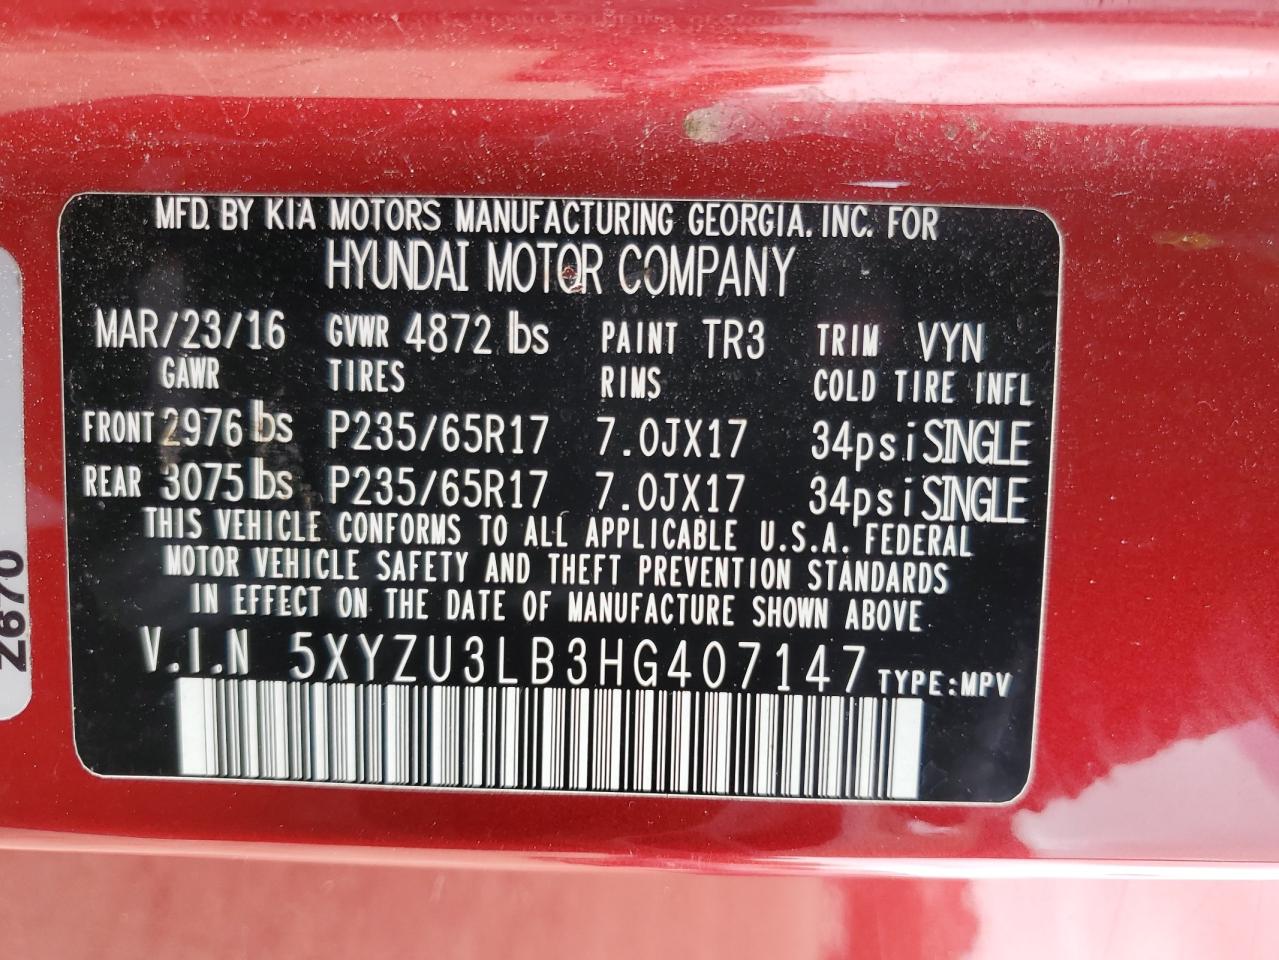 MFD. BY KIA MOTORS MANUFACTURING GEORGIA. INC. FOR
HYUNDAI MOTOR COMPANY
MAR/23/16 GVWR 4872 lbs PAINT TR3 TRIM VYN
GAWR TIRES RIMS COLD TIRE INFL
FRONT 2976 lbs P235/65R17 7.0JX17 34psi SINGLE
REAR 3075 lbs P235/65R17 7.0JX17 34psi SINGLE
THIS VEHICLE CONFORMS TO ALL APPLICABLE U.S.A. FEDERAL
MOTOR VEHICLE SAFETY AND THEFT PREVENTION STANDARDS
IN EFFECT ON THE DATE OF MANUFACTURE SHOWN ABOVE
V.I.N 5XYZU3LB3HG407147 TYPE:MPV